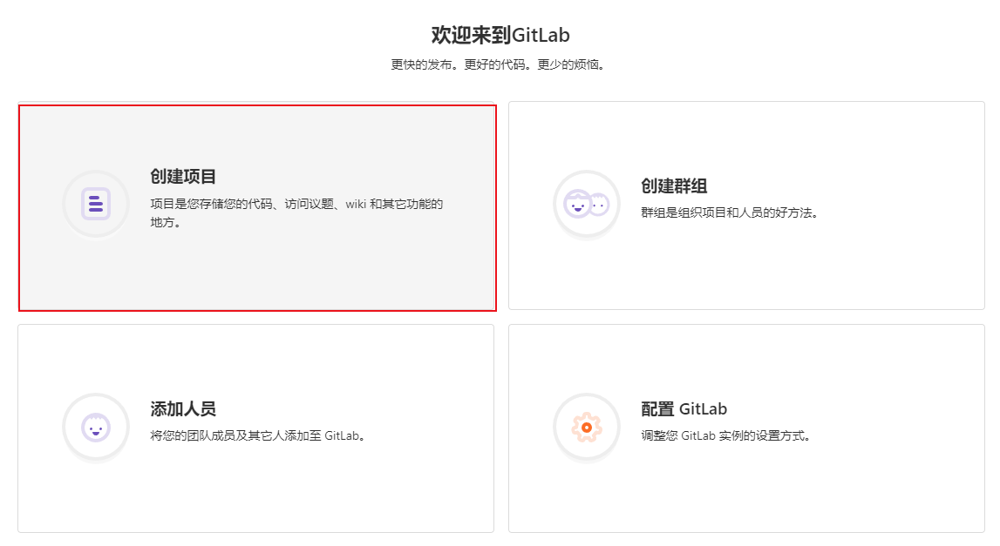 欢迎来到GitLab
更快的发布。更好的代码。更少的烦恼。
创建项目
项目是您存储您的代码、访问议题、wiki 和其它功能的
地方。
创建群组
群组是组织项目和人员的好方法。
添加人员
将您的团队成员及其它人添加至 GitLab。
配置 GitLab
调整您 GitLab 实例的设置方式。